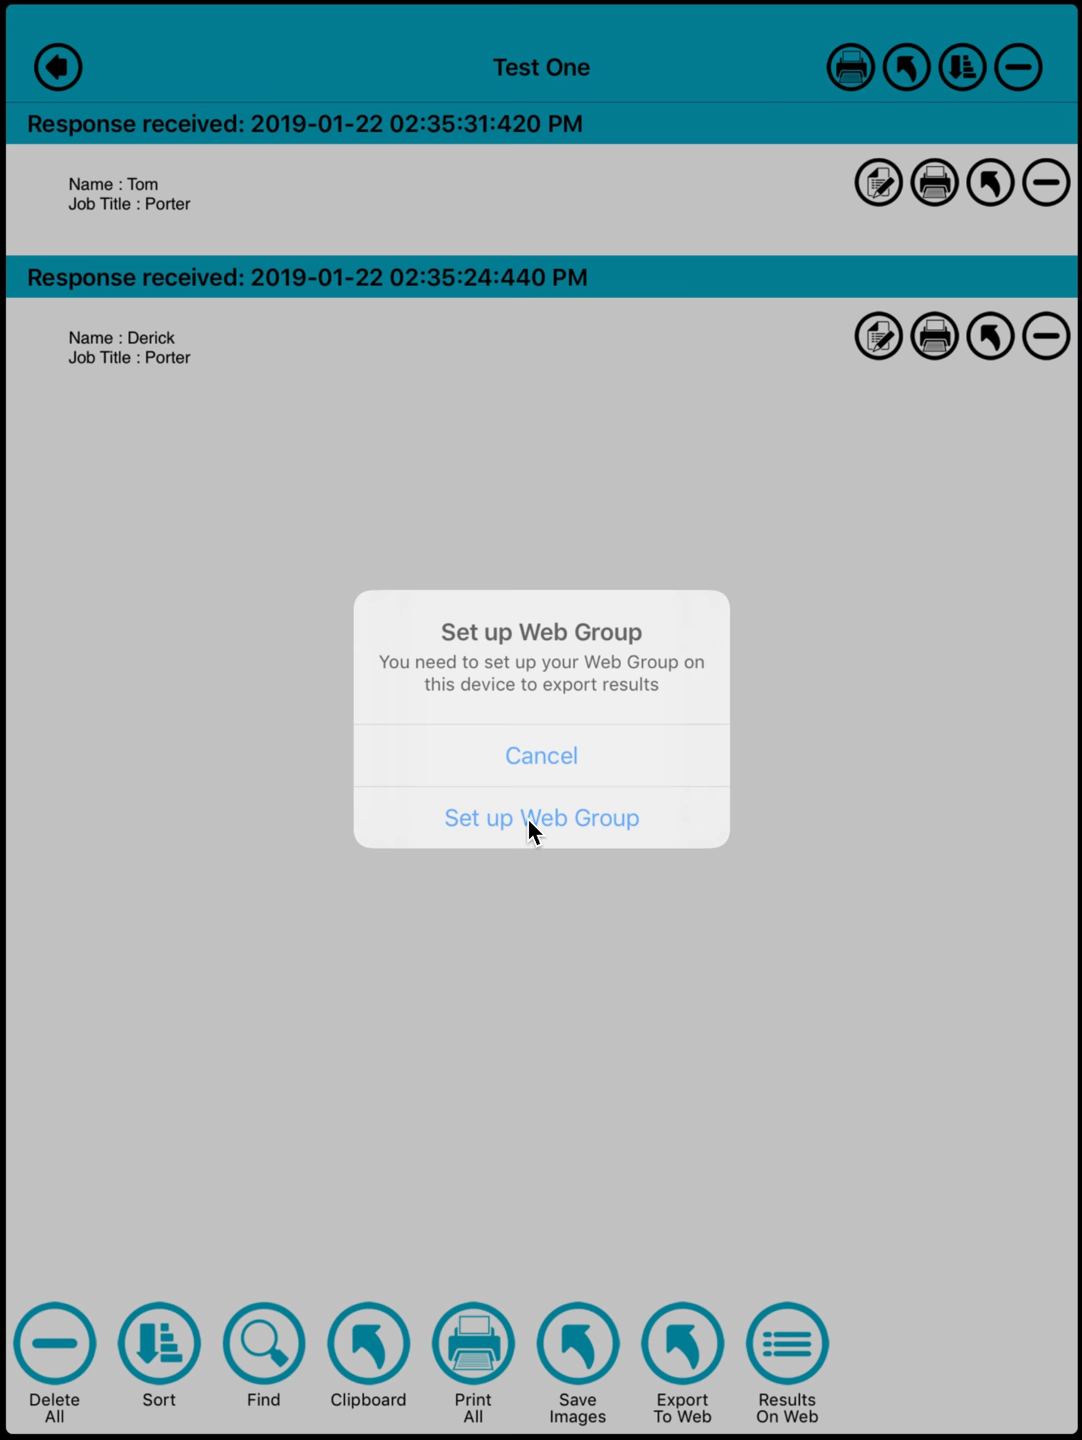 Test One
Response received: 2019-01-22 02:35:31:420 PM
Name : Tom
Job Title : Porter
Response received: 2019-01-22 02:35:24:440 PM
Name : Derick
Job Title : Porter
Set up Web Group
You need to set up your Web Group on
this device to export results
Cancel
Set up Web Group
Delete
All
Sort
Find
Clipboard
Print
All
Save
Images
Export
To Web
Results
On Web